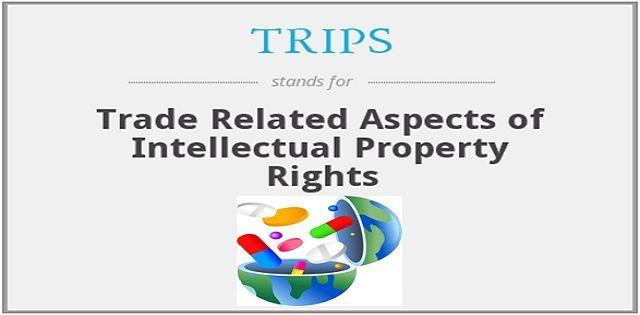 TRIPS
stands for
Trade Related Aspects of
Intellectual Property
Rights